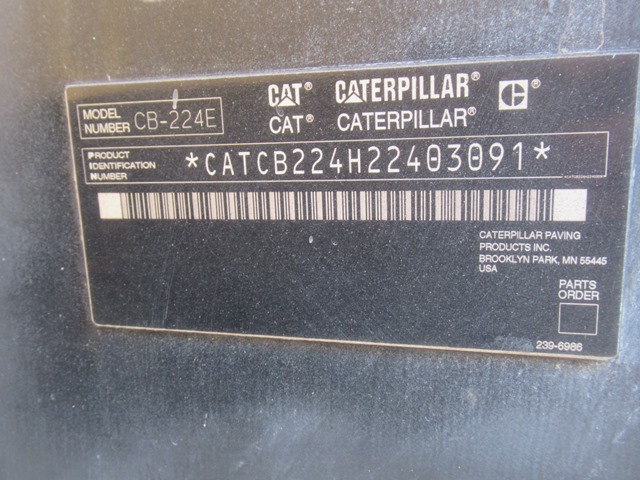 CAT® CATERPILLAR® C®
CAT® CATERPILLAR®
MODEL NUMBER CB-224E
PRODUCT IDENTIFICATION NUMBER *CATCB224H22403091*
CATERPILLAR PAVING
PRODUCTS INC.
BROOKLYN PARK, MN 55445
USA
PARTS
ORDER
239-6986